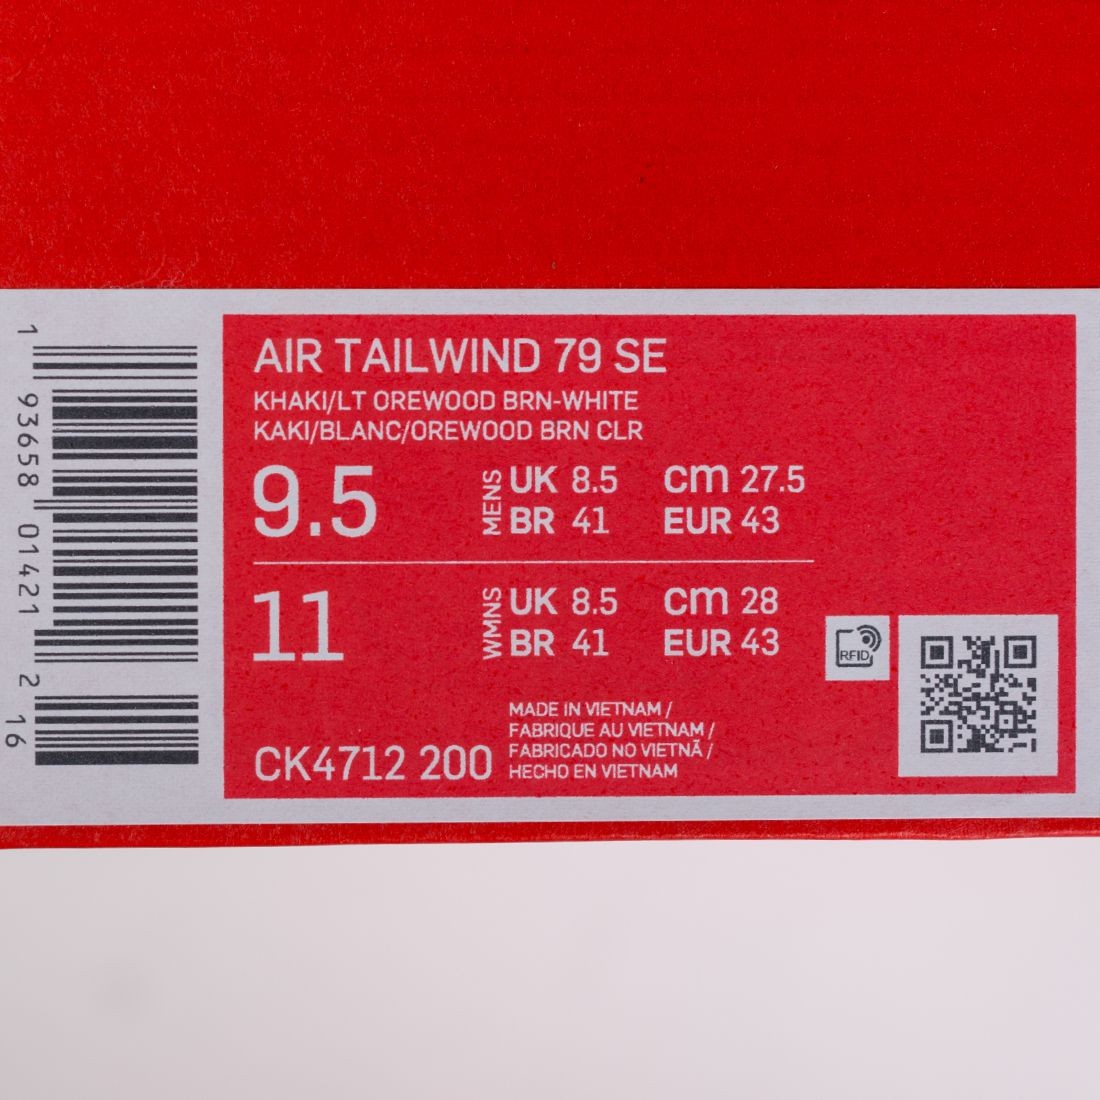 AIR TAILWIND 79 SE
KHAKI/LT OREWOOD BRN-WHITE
KAKI/BLANC/OREWOOD BRN CLR
9.5
MENS
UK 8.5 cm 27.5
BR 41 EUR 43
11
WMNS
UK 8.5 cm 28
BR 41 EUR 43
RFID
CK4712 200
MADE IN VIETNAM /
FABRIQUE AU VIETNAM /
FABRICADO NO VIETNÃ /
HECHO EN VIETNAM
1 93658 01421 2 16